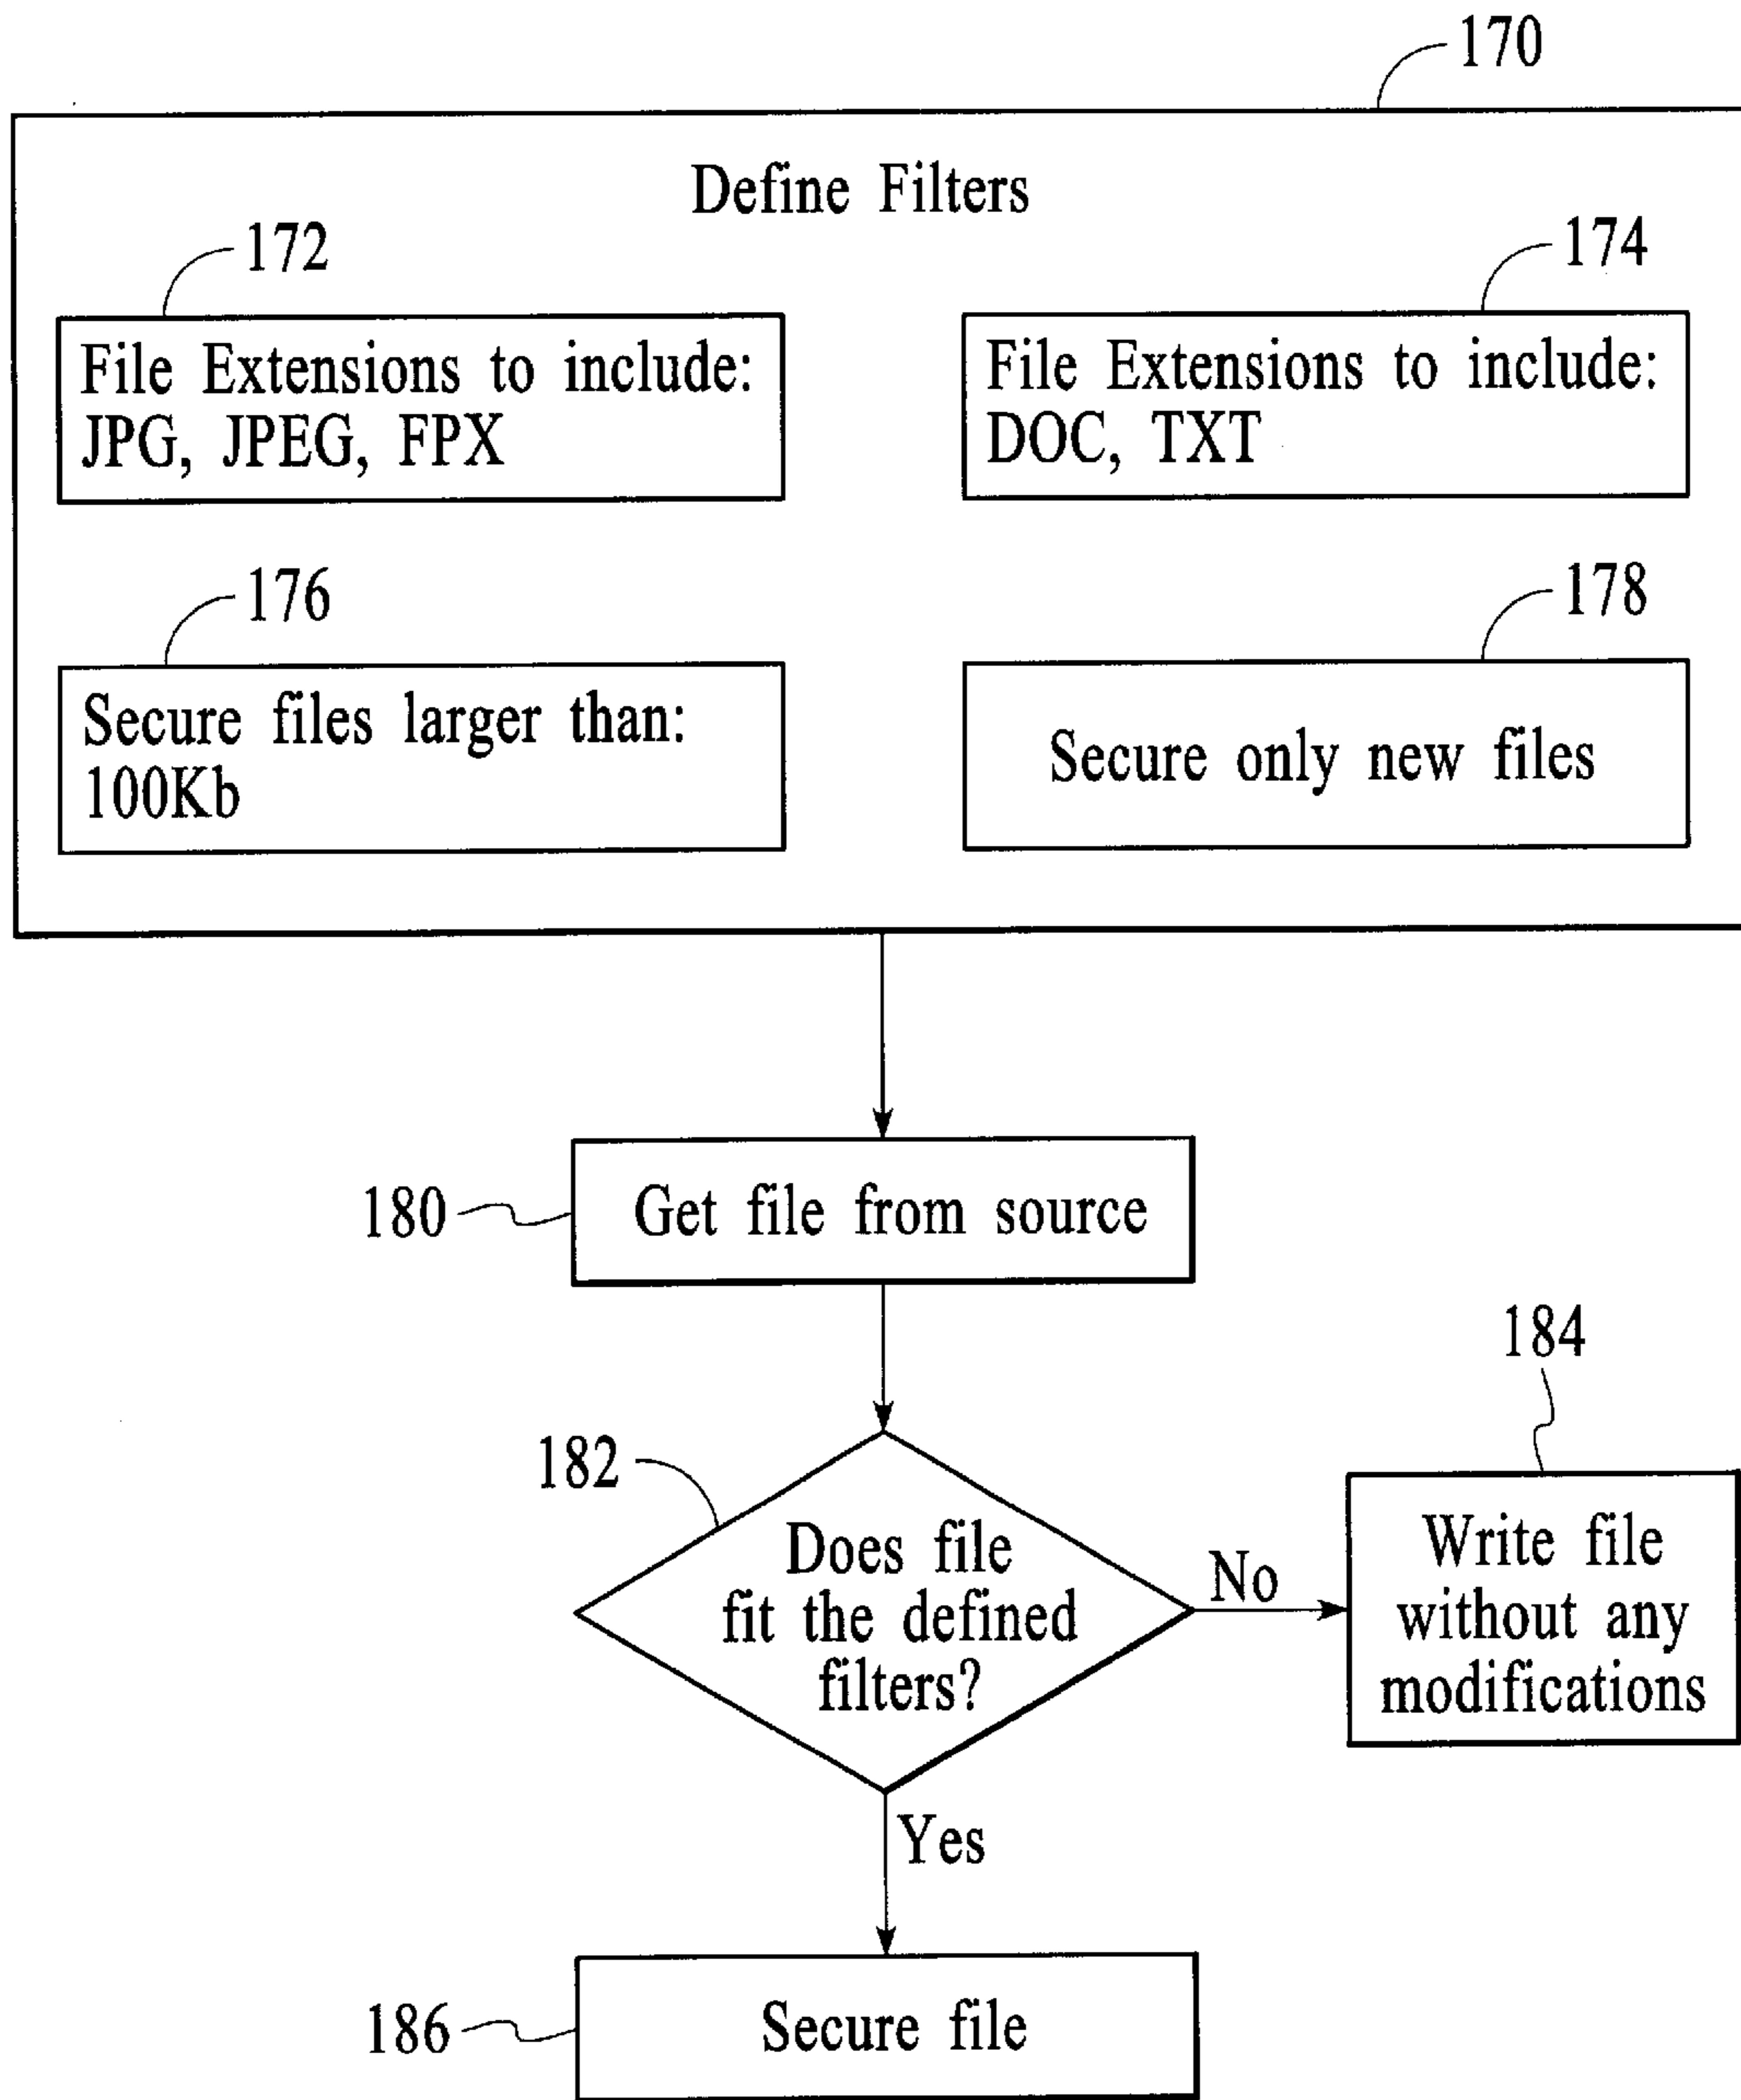 170
Define Filters
172
174
File Extensions to include:
JPG, JPEG, FPX
File Extensions to include:
DOC, TXT
176
178
Secure files larger than:
100Kb
Secure only new files
180
Get file from source
184
182
Does file
fit the defined
filters?
No
Write file
without any
modifications
Yes
186
Secure file